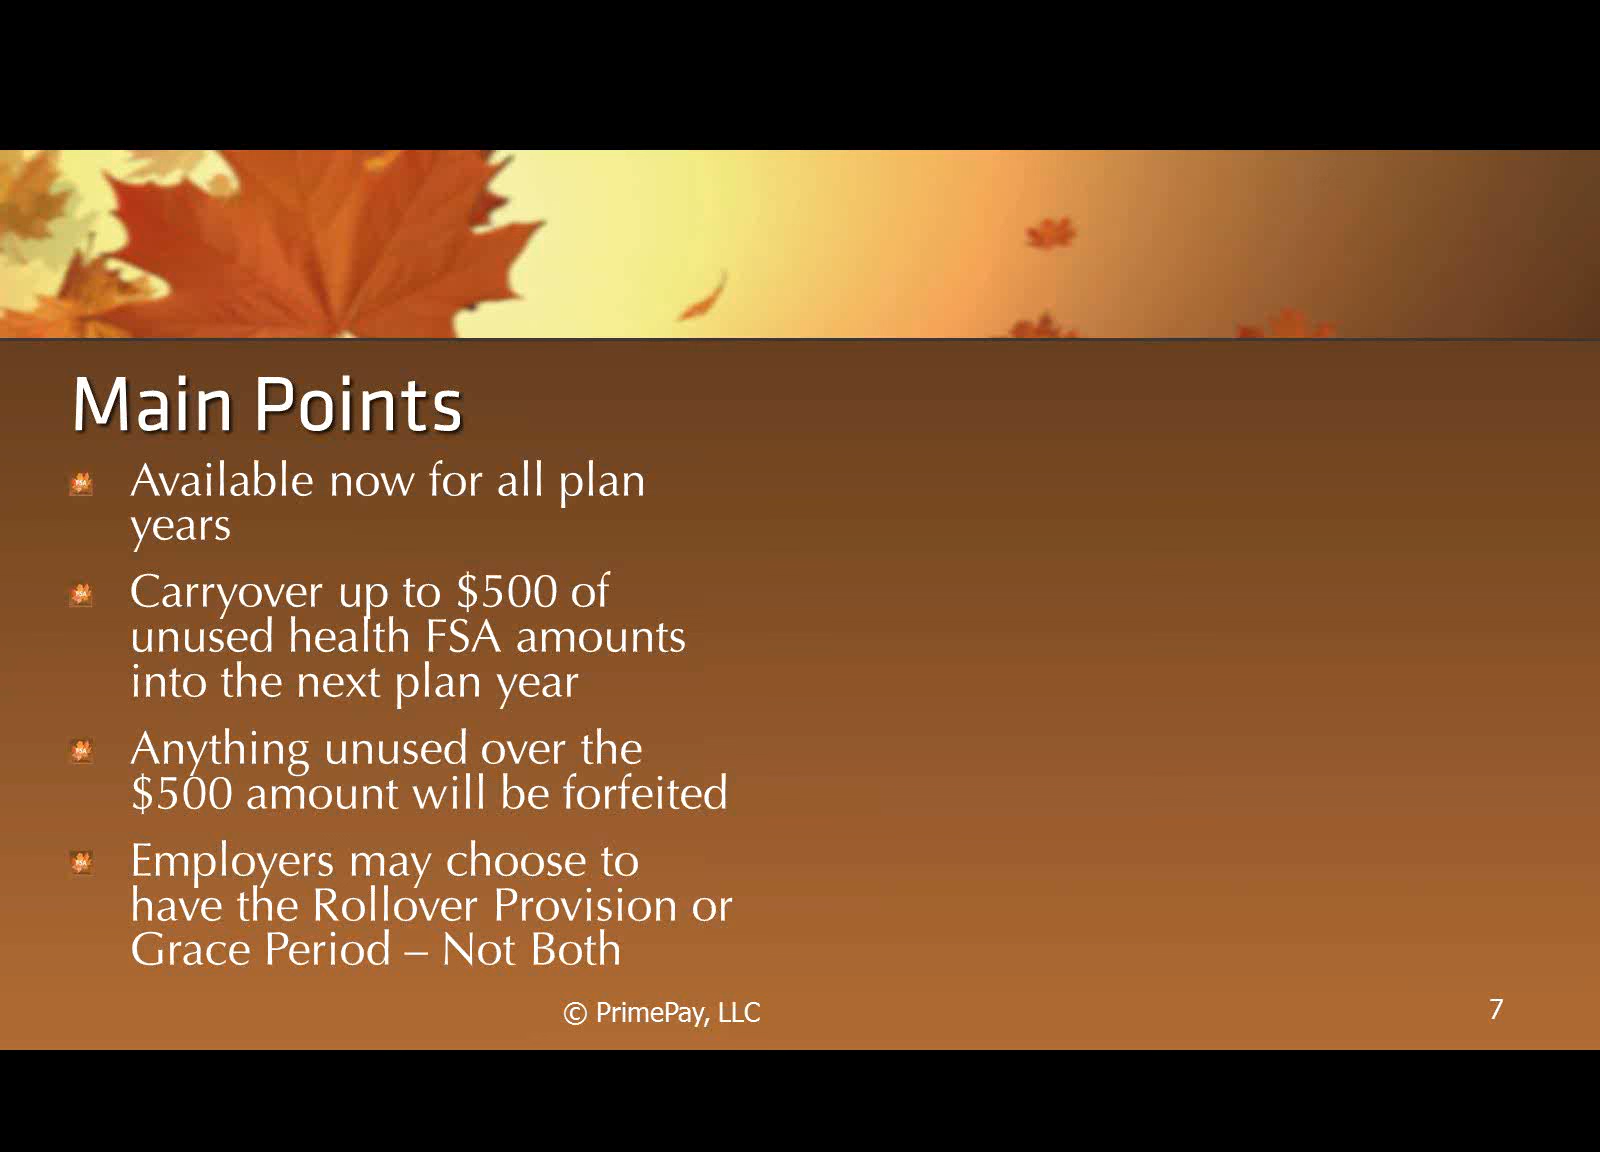 Main Points
Available now for all plan
years
Carryover up to $500 of
unused health FSA amounts
into the next plan year
Anything unused over the
$500 amount will be forfeited
Employers may choose to
have the Rollover Provision or
Grace Period – Not Both
© PrimePay, LLC
7